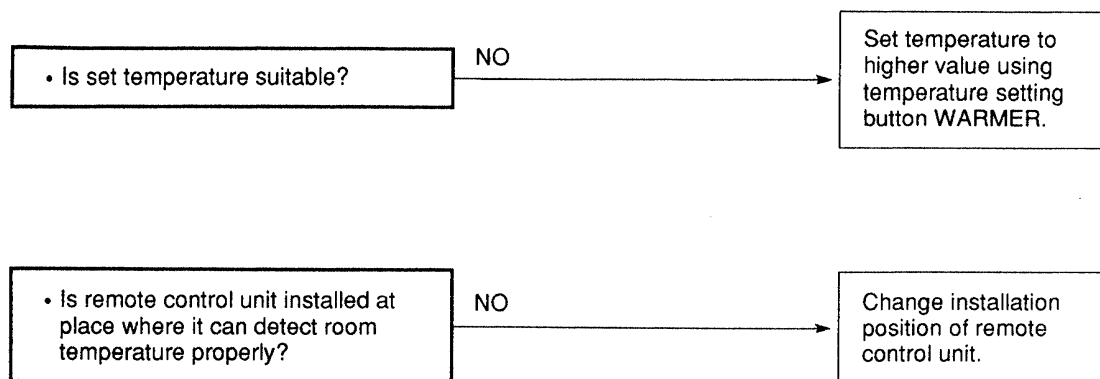 • Is set temperature suitable?
NO
Set temperature to
higher value using
temperature setting
button WARMER.
• Is remote control unit installed at
place where it can detect room
temperature properly?
NO
Change installation
position of remote
control unit.